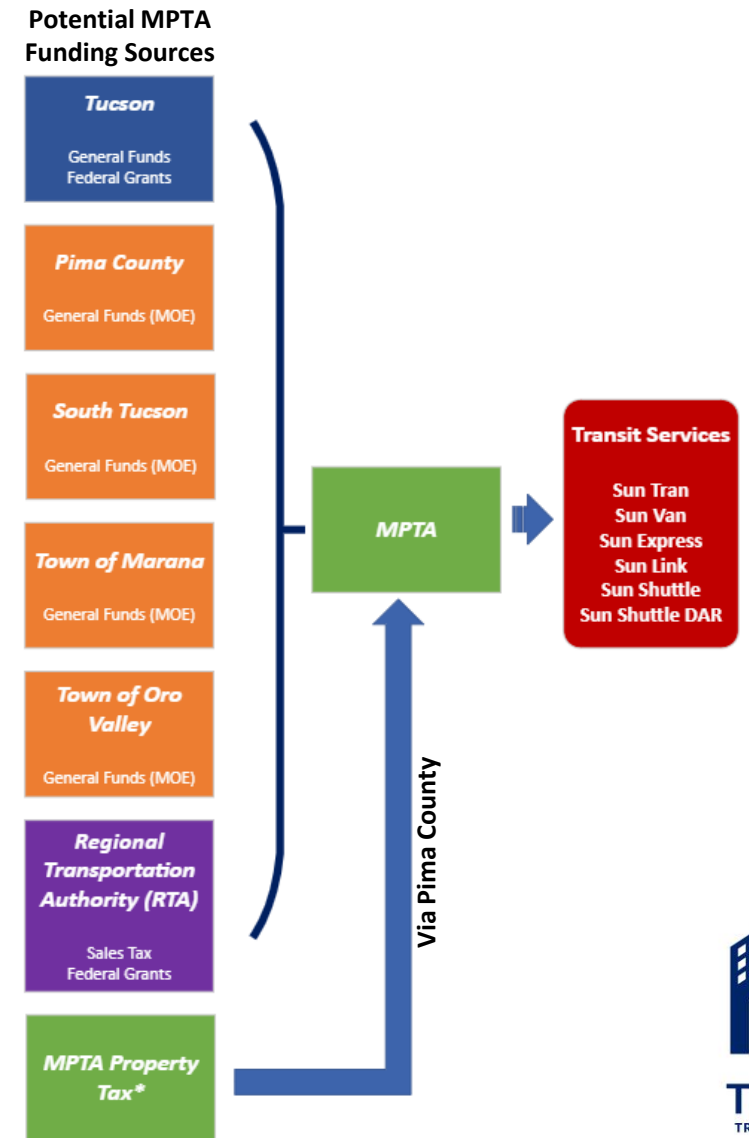 Potential MPTA
Funding Sources
Tucson
General Funds
Federal Grants
Pima County
General Funds (MOE)
South Tucson
General Funds (MOE)
Town of Marana
General Funds (MOE)
Town of Oro
Valley
General Funds (MOE)
Regional
Transportation
Authority (RTA)
Sales Tax
Federal Grants
MPTA Property
Tax*
MPTA
Via Pima County
Transit Services
Sun Tran
Sun Van
Sun Express
Sun Link
Sun Shuttle
Sun Shuttle DAR